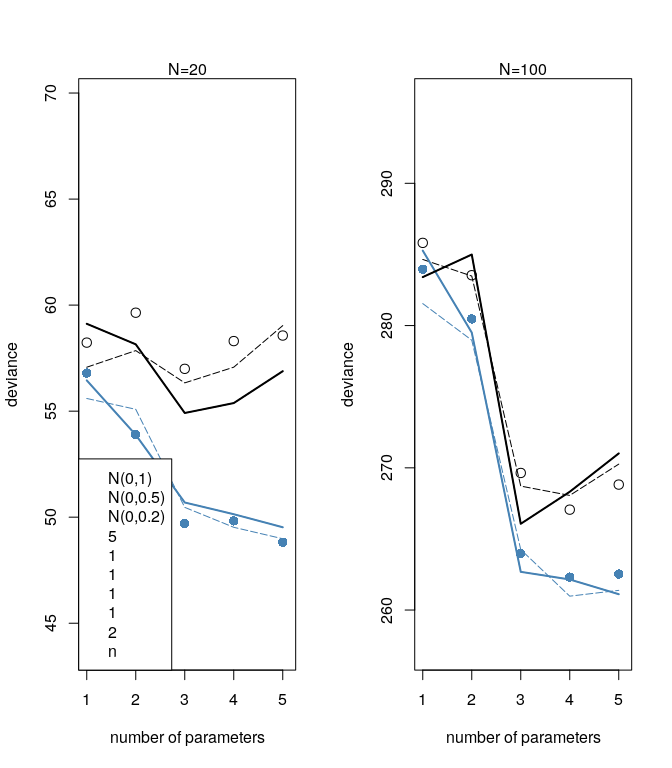 N=20
70
65
60
55
50
45
deviance
N(0,1)
N(0,0.5)
N(0,0.2)
5
1
1
1
1
2
n
1 2 3 4 5
number of parameters
N=100
290
280
270
260
deviance
1 2 3 4 5
number of parameters